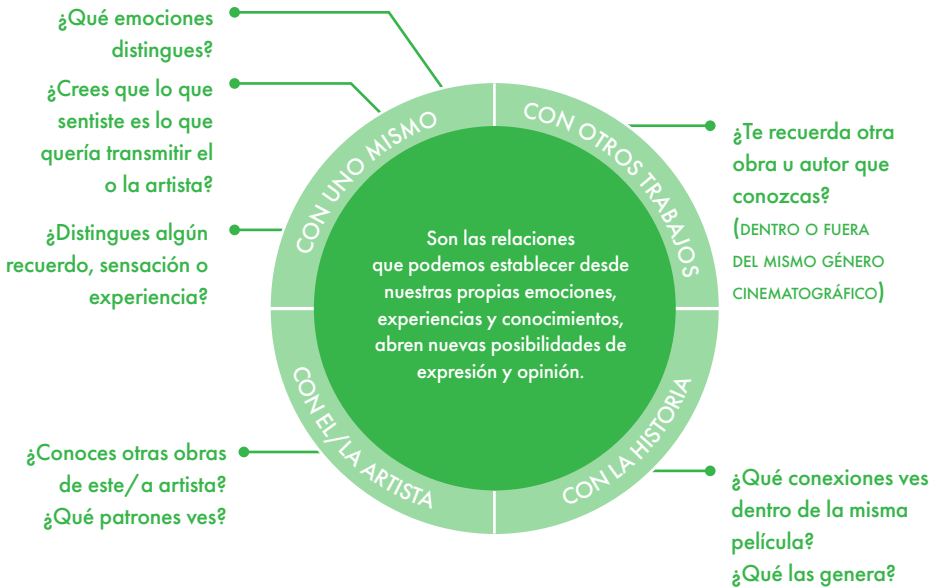 ¿Qué emociones
distingues?
¿Crees que lo que
sentiste es lo que
quería transmitir el
o la artista?
¿Distingues algún
recuerdo, sensación o
experiencia?
CON UNO MISMO
CON OTROS TRABAJOS
¿Te recuerda otra
obra u autor que
conozcas?
(DENTRO O FUERA
DEL MISMO GÉNERO
CINEMATOGRÁFICO)
Son las relaciones
que podemos establecer desde
nuestras propias emociones,
experiencias y conocimientos,
abren nuevas posibilidades de
expresión y opinión.
CON EL/LA ARTISTA
CON LA HISTORIA
¿Conoces otras obras
de este/a artista?
¿Qué patrones ves?
¿Qué conexiones ves
dentro de la misma
película?
¿Qué las genera?